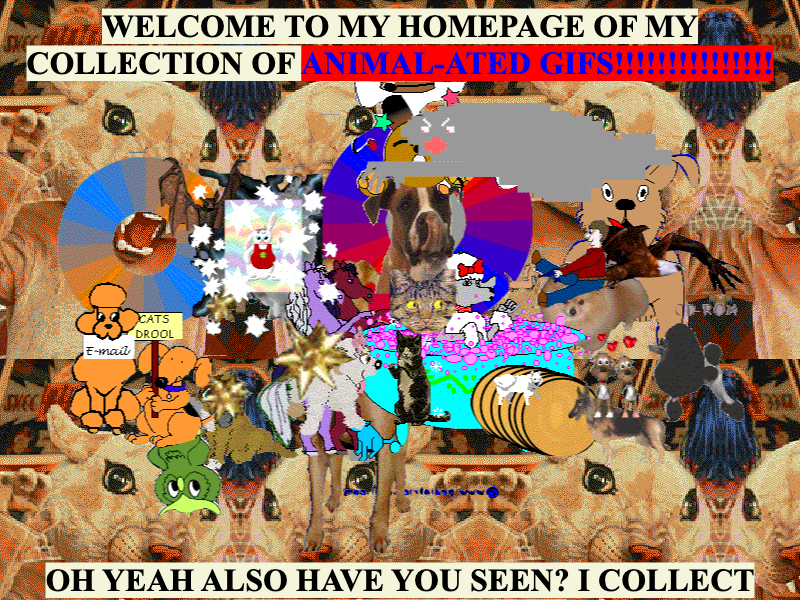 WELCOME TO MY HOMEPAGE OF MY
COLLECTION OF ANIMAL-ATED GIFS!!!!!!!!!!!!!!!
CATS
DROOL
E-mail
OH YEAH ALSO HAVE YOU SEEN? I COLLECT